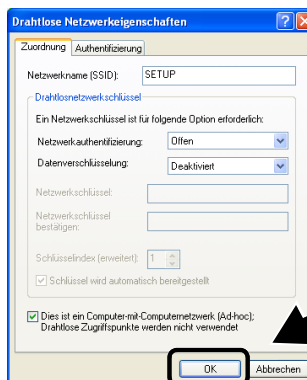 Drahtlose Netzwerkeigenschaften
Zuordnung Authentifizierung
Netzwerkname (SSID): SETUP
Drahtlosnetzwerkschlüssel
Ein Netzwerkschlüssel ist für folgende Option erforderlich:
Netzwerkauthentifizierung: Offen
Datenverschlüsselung: Deaktiviert
Netzwerkschlüssel:
Netzwerkschlüssel
bestätigen:
Schlüsselindex (erweitert): 1
Schlüssel wird automatisch bereitgestellt
Dies ist ein Computer-mit-Computernetzwerk (Ad-hoc);
Drahtlose Zugriffspunkte werden nicht verwendet
OK Abbrechen